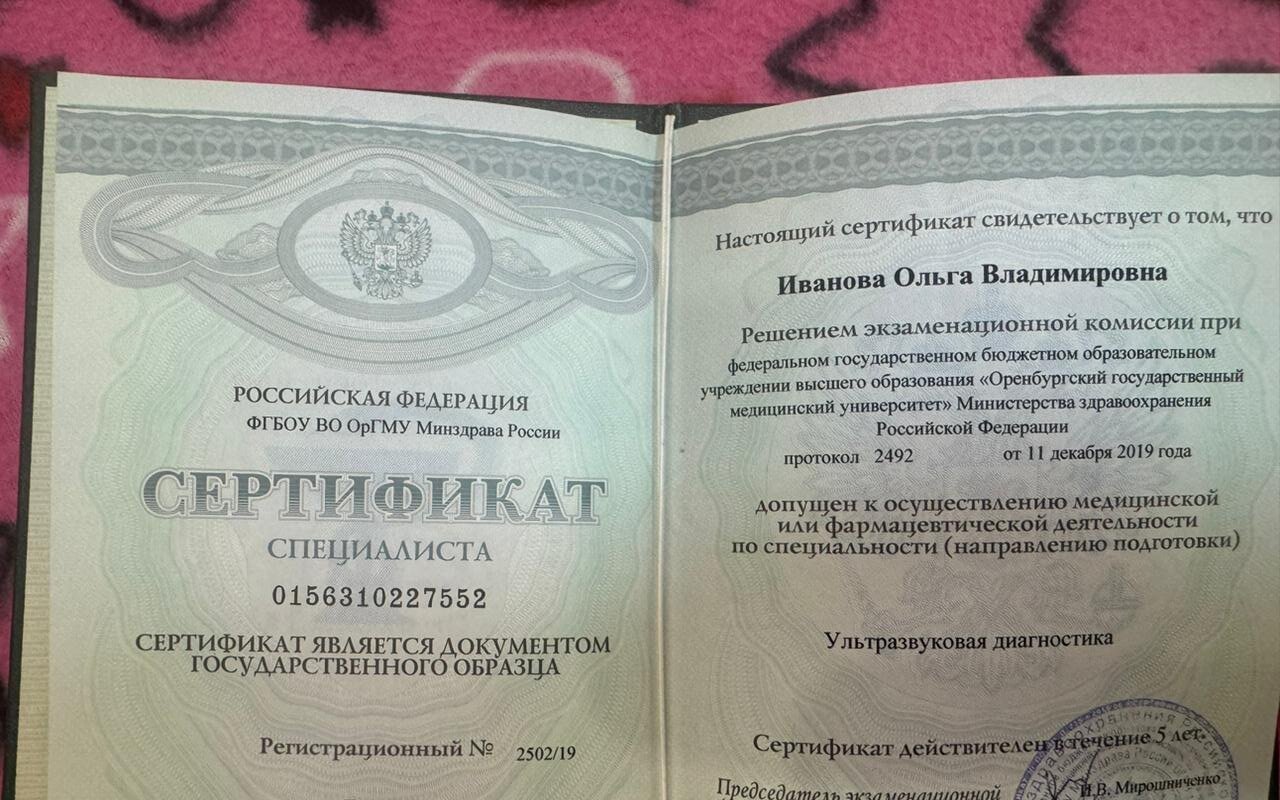 РОССИЙСКАЯ ФЕДЕРАЦИЯ
ФГБОУ ВО ОрГМУ Минздрава России
СЕРТИФИКАТ
СПЕЦИАЛИСТА
0156310227552
СЕРТИФИКАТ ЯВЛЯЕТСЯ ДОКУМЕНТОМ
ГОСУДАРСТВЕННОГО ОБРАЗЦА
Регистрационный № 2502/19
Настоящий сертификат свидетельствует о том, что
Иванова Ольга Владимировна
Решением экзаменационной комиссии при
федеральном государственном бюджетном образовательном
учреждении высшего образования «Оренбургский государственный
медицинский университет» Министерства здравоохранения
Российской Федерации
протокол 2492 от 11 декабря 2019 года
допущен к осуществлению медицинской
или фармацевтической деятельности
по специальности (направлению подготовки)
Ультразвуковая диагностика
Сертификат действителен в течение 5 лет.
Председатель экзаменационной
И.В. Мирошниченко